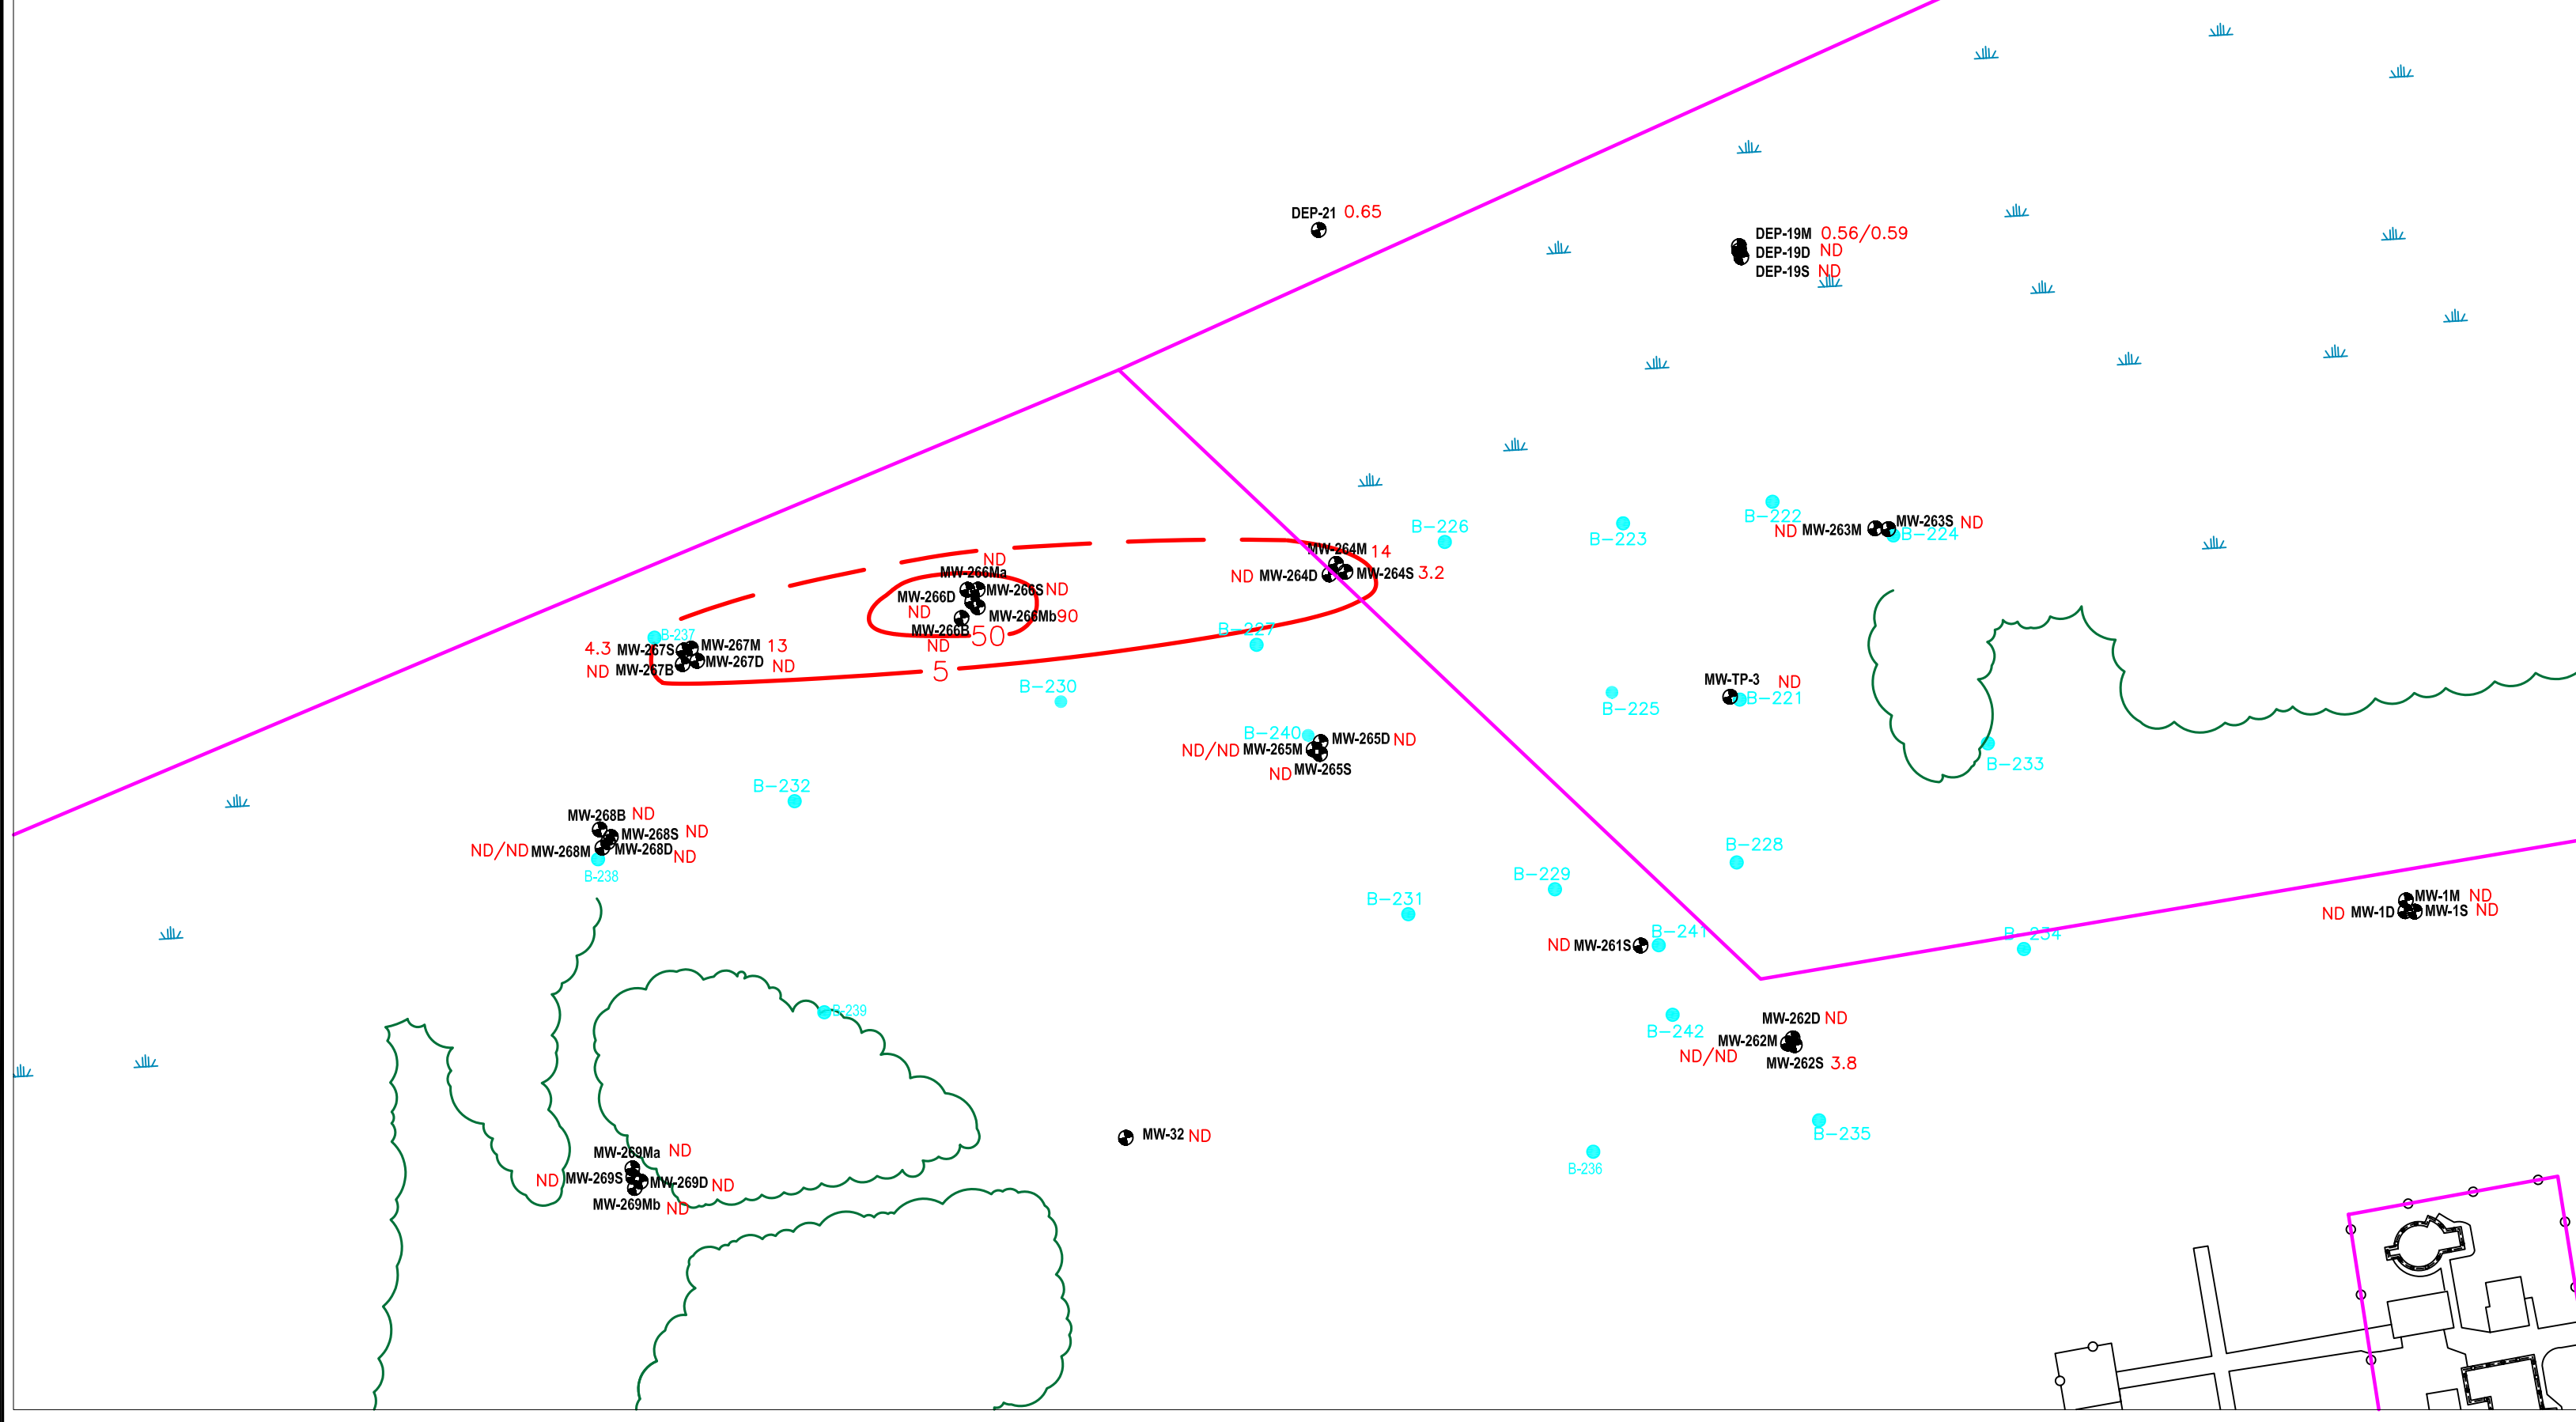 DEP-21 0.65
DEP-19M 0.56/0.59
DEP-19D ND
DEP-19S ND
B-222
B-226
B-223
ND MW-263M
MW-263S ND
B-224
MW-264M 14
ND MW-264D
MW-264S 3.2
ND
MW-266Ma
MW-266S ND
MW-266D
ND
MW-266Mb 90
MW-266B
ND
50
B-227
B-237
4.3 MW-267S
MW-267M 13
ND MW-267B
MW-267D ND
5
B-230
MW-TP-3 ND
B-221
B-225
B-240
MW-265D ND
ND/ND MW-265M
ND MW-265S
B-233
B-232
MW-268B ND
MW-268S ND
ND/ND MW-268M
MW-268D ND
B-238
B-228
B-229
B-231
MW-1M ND
ND MW-1D
MW-1S ND
B-241
ND MW-261S
B-234
B-239
B-242
MW-262D ND
MW-262M
ND/ND
MW-262S 3.8
MW-32 ND
B-235
B-236
MW-269Ma ND
ND MW-269S
MW-269D ND
MW-269Mb ND